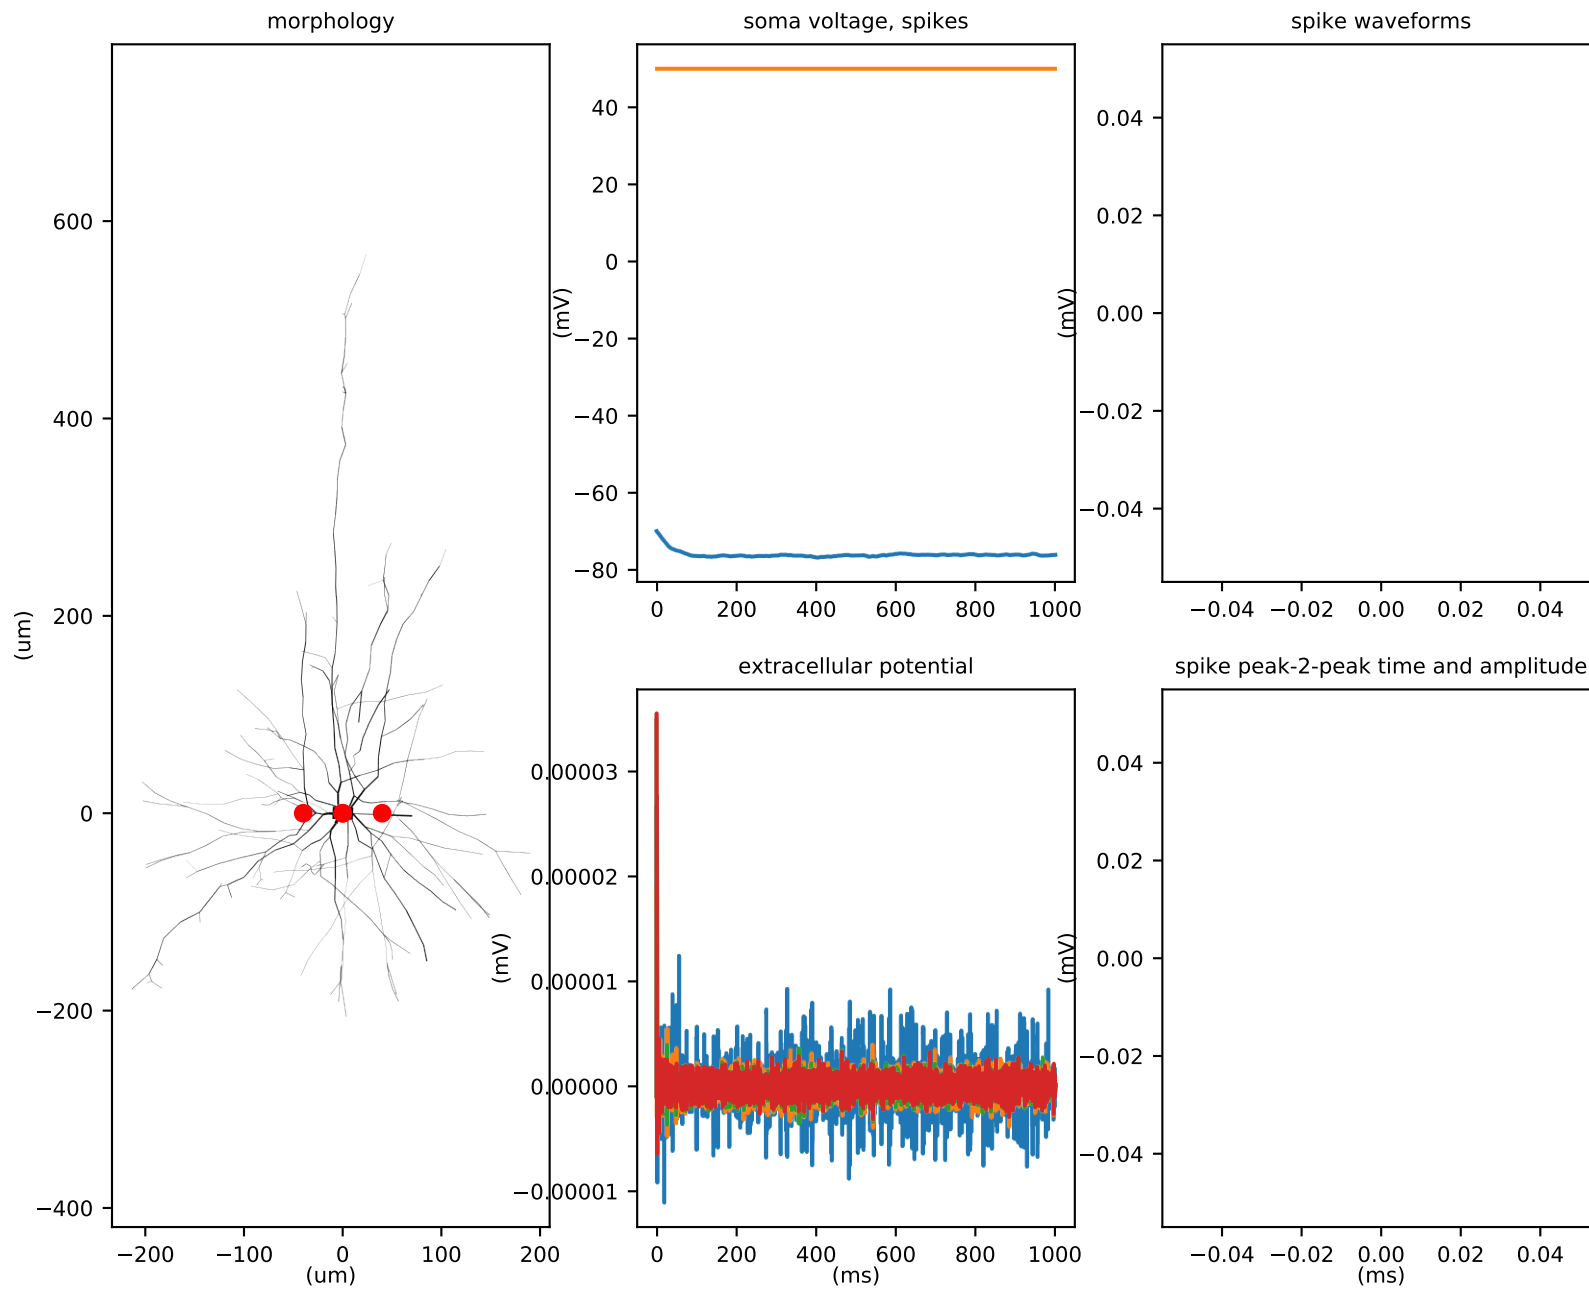 morphology
600
400
200
0
−200
−400
(um)
−200 −100 0 100 200
(um)
soma voltage, spikes
40
20
0
−20
−40
−60
−80
(mV)
0 200 400 600 800 1000
spike waveforms
0.04
0.02
0.00
−0.02
−0.04
(mV)
−0.04 −0.02 0.00 0.02 0.04
extracellular potential
0.00003
0.00002
0.00001
0.00000
−0.00001
(mV)
0 200 400 600 800 1000
(ms)
spike peak-2-peak time and amplitude
0.04
0.02
0.00
−0.02
−0.04
(mV)
−0.04 −0.02 0.00 0.02 0.04
(ms)